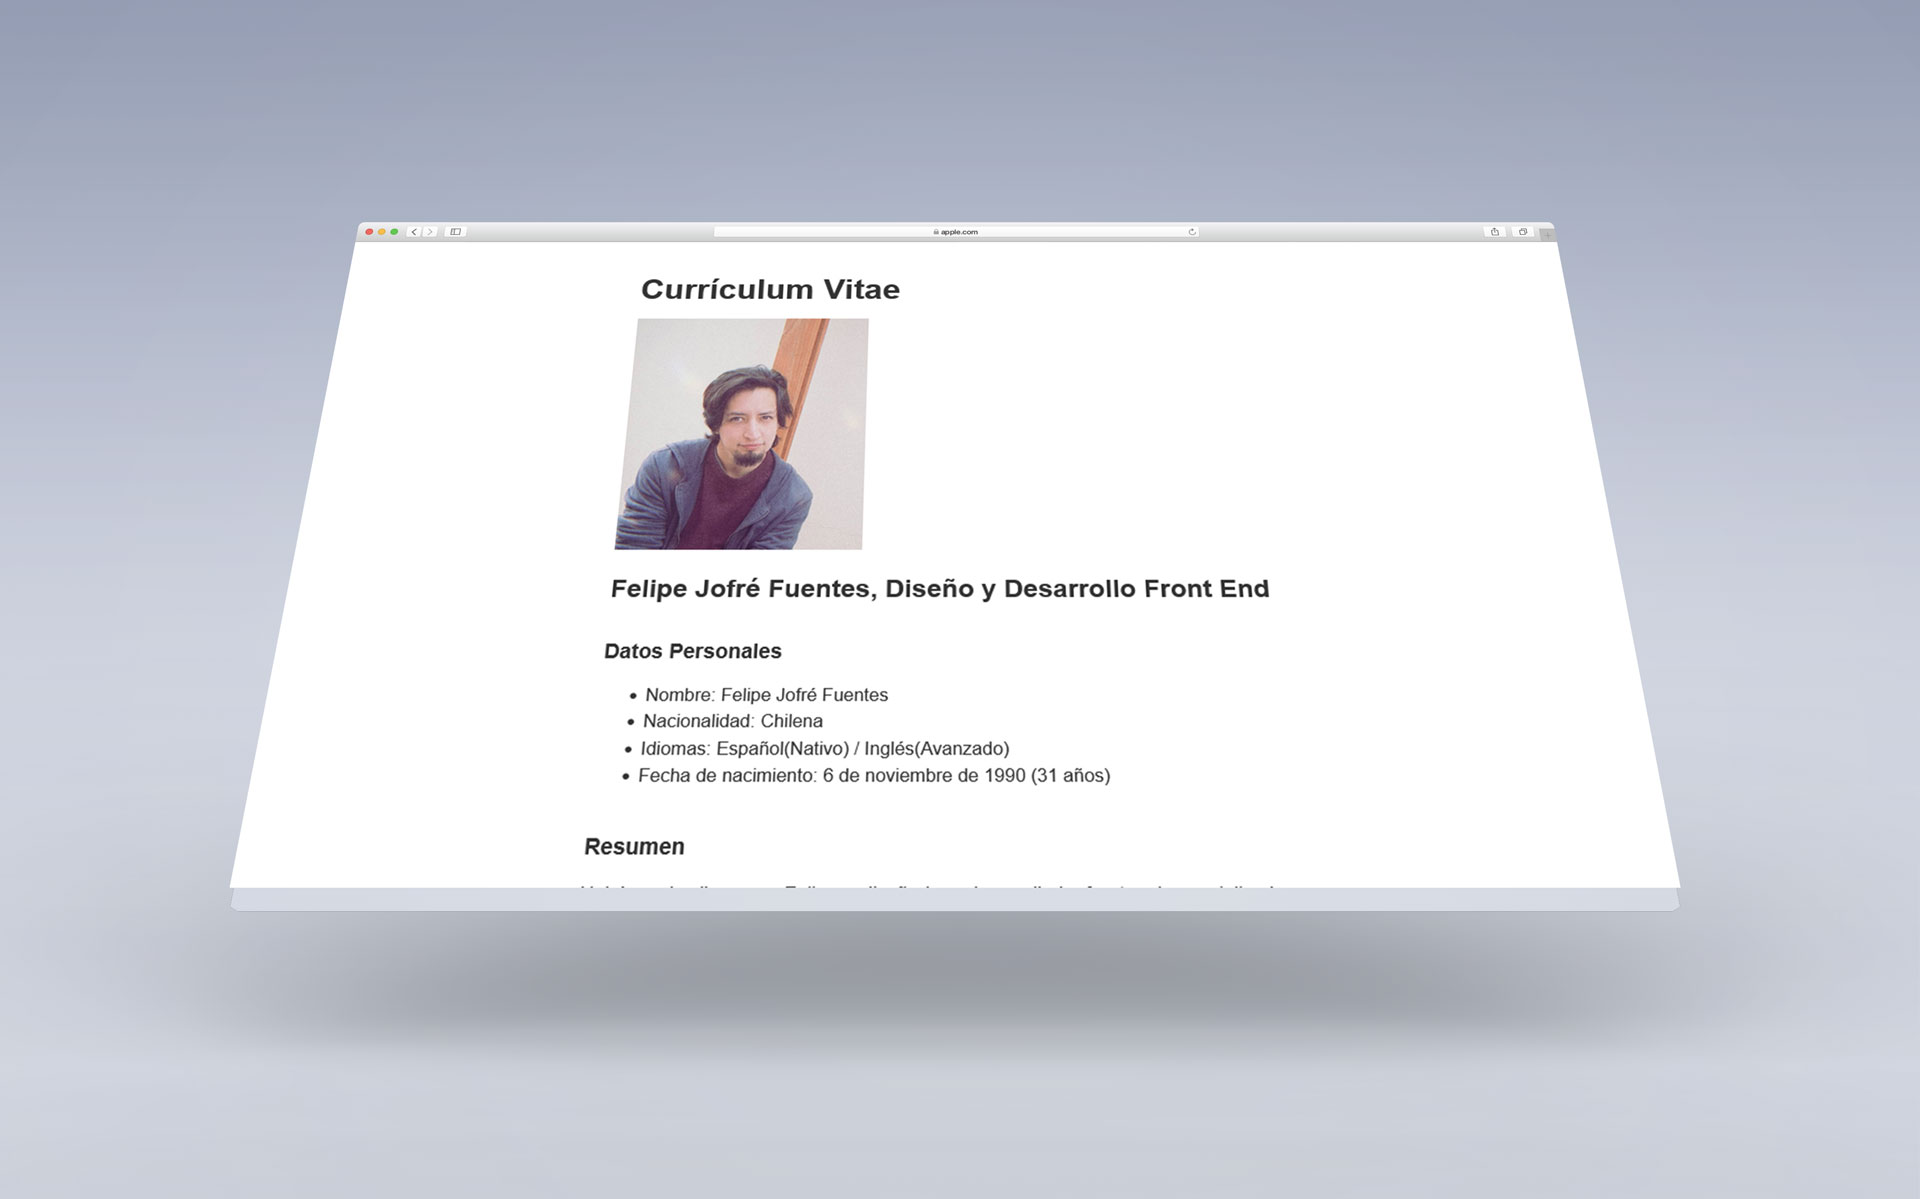 apple.com
Currículum Vitae
Felipe Jofré Fuentes, Diseño y Desarrollo Front End
Datos Personales
• Nombre: Felipe Jofré Fuentes
• Nacionalidad: Chilena
• Idiomas: Español(Nativo) / Inglés(Avanzado)
• Fecha de nacimiento: 6 de noviembre de 1990 (31 años)
Resumen